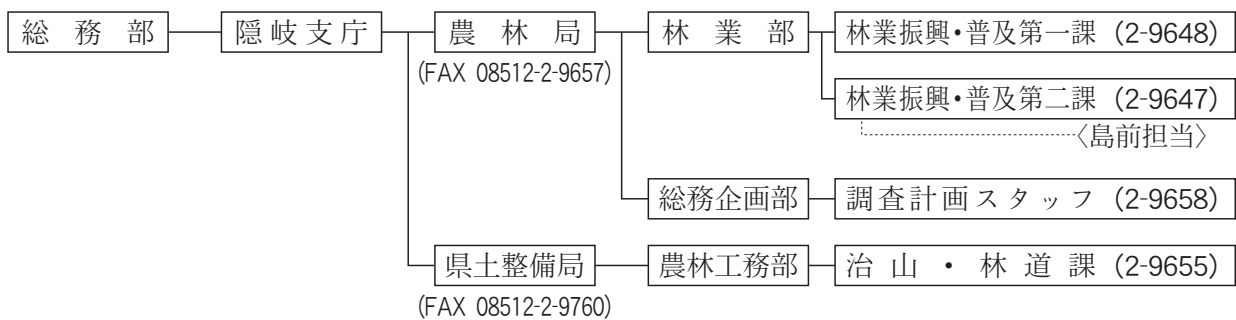 総務部 隠岐支庁 農林局 林業部 林業振興・普及第一課 (2-9648)
(FAX 08512-2-9657)
林業振興・普及第二課 (2-9647)
〈島前担当〉
総務企画部 調査計画スタッフ (2-9658)
県土整備局 農林工務部 治山・林道課 (2-9655)
(FAX 08512-2-9760)